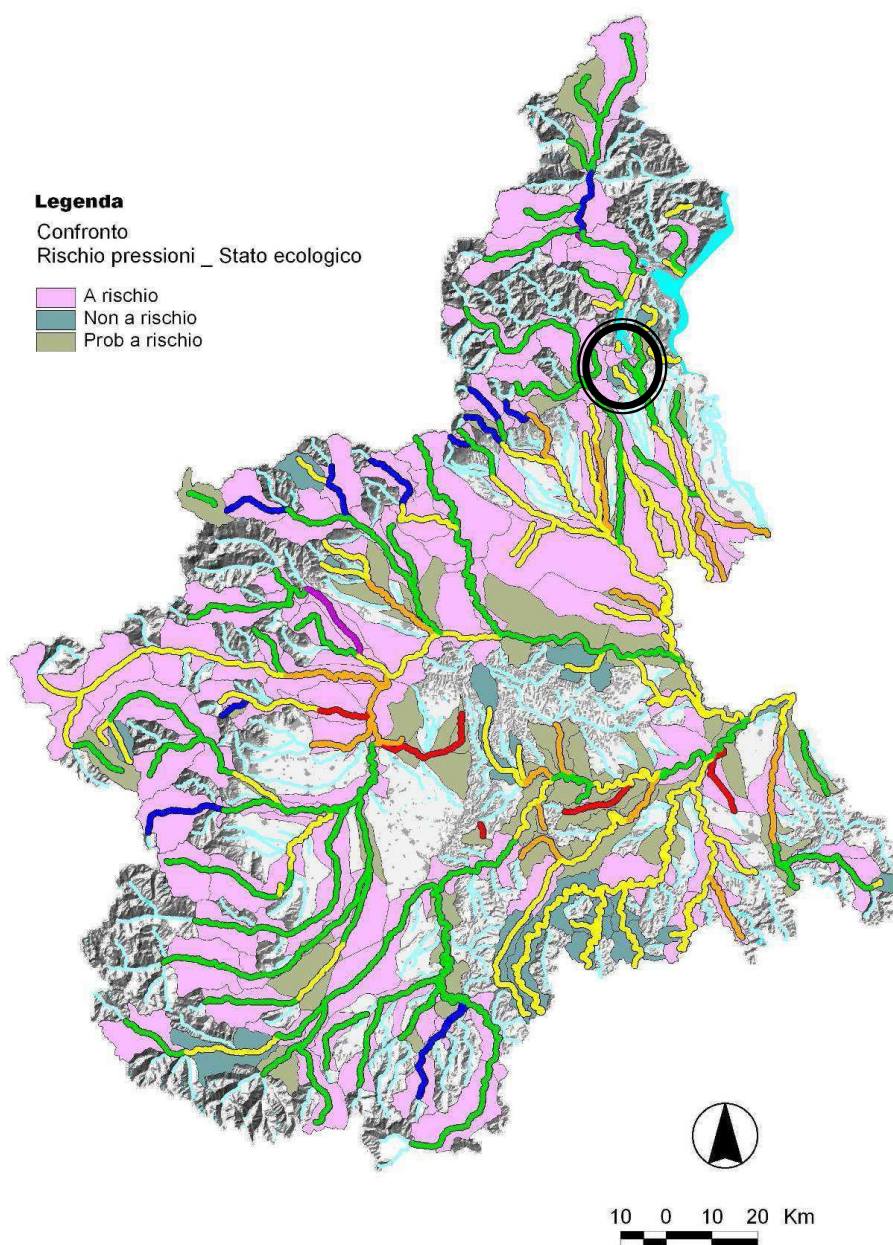 Legenda
Confronto
Rischio pressioni _ Stato ecologico
A rischio
Non a rischio
Prob a rischio
10 0 10 20 Km